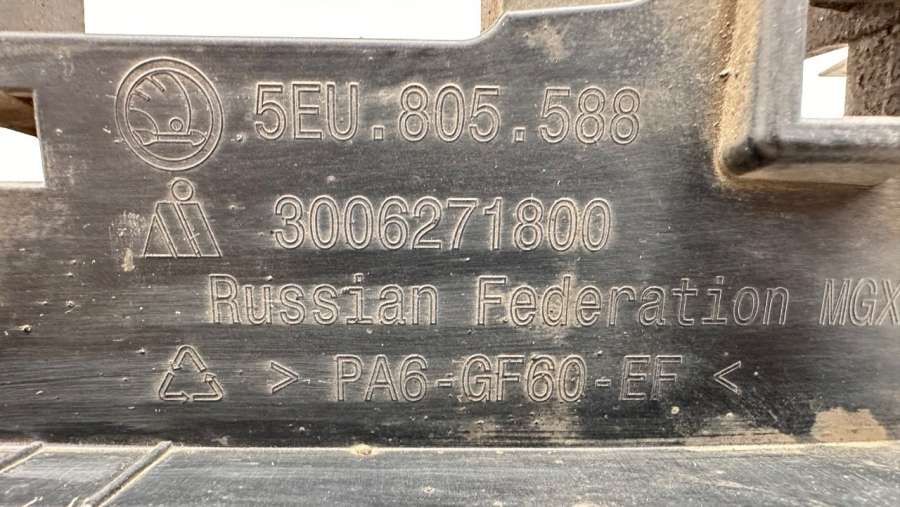 5EU.805.588
3006271800
Russian Federation MGX
> PA6-GF60-EF <